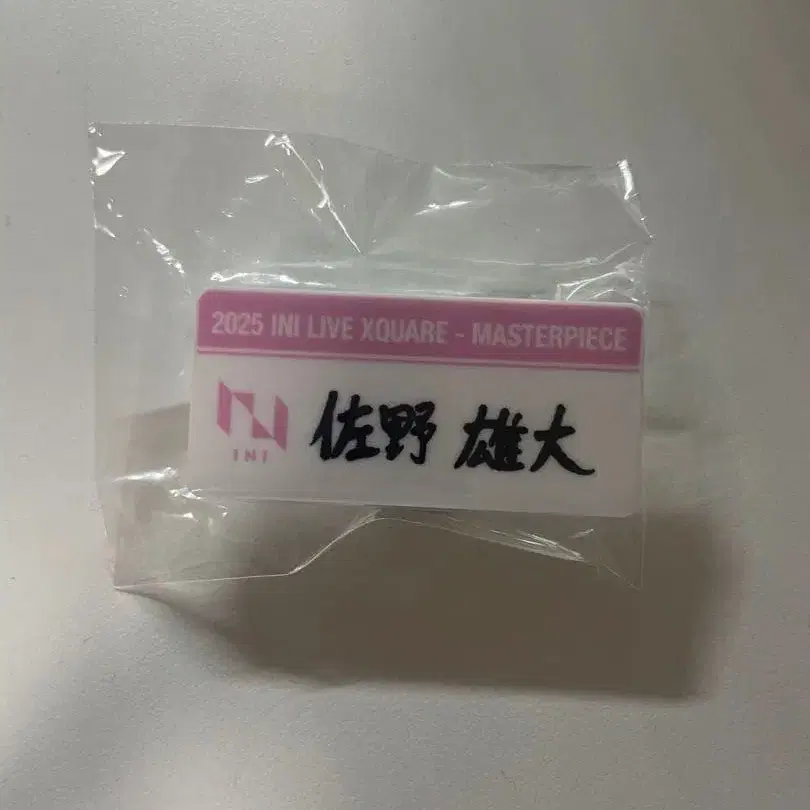 2025 INI LIVE XQUARE - MASTERPIECE
INI
佐野 雄大